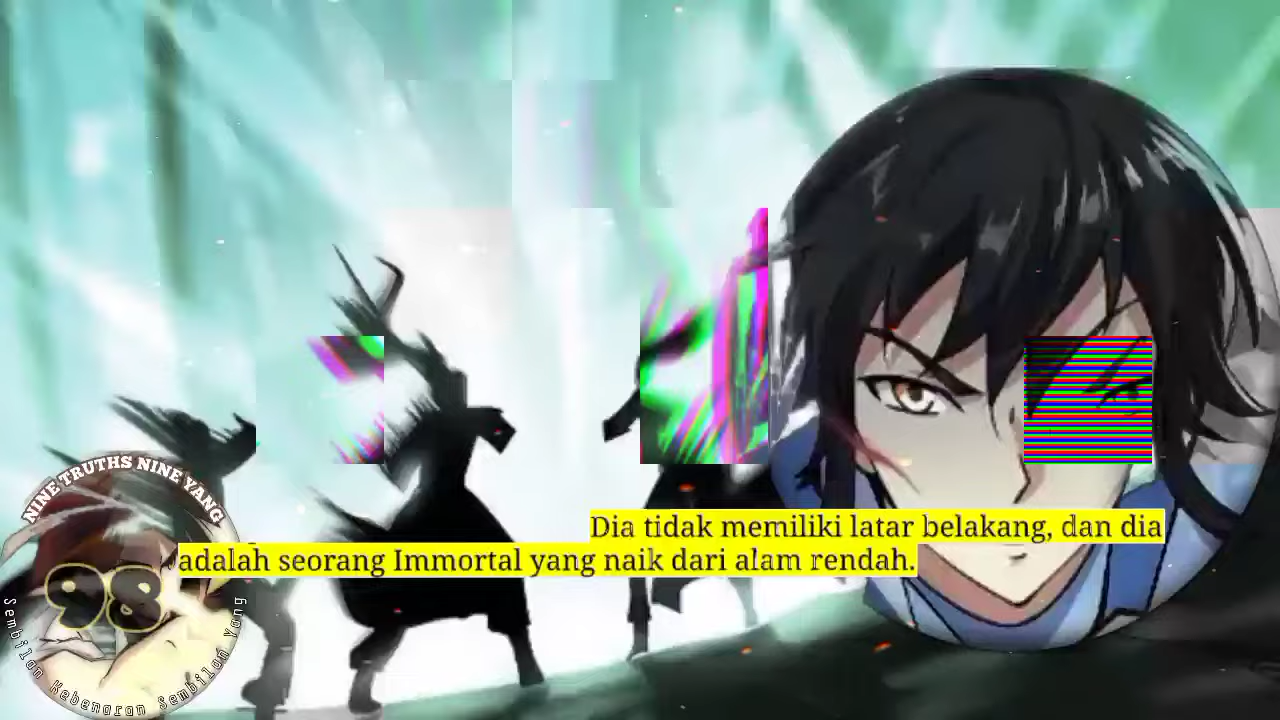 NINE TRUTHS NINE YANG
98
Sembilan Kebenaran Sembilan Yang
Dia tidak memiliki latar belakang, dan dia
adalah seorang Immortal yang naik dari alam rendah.